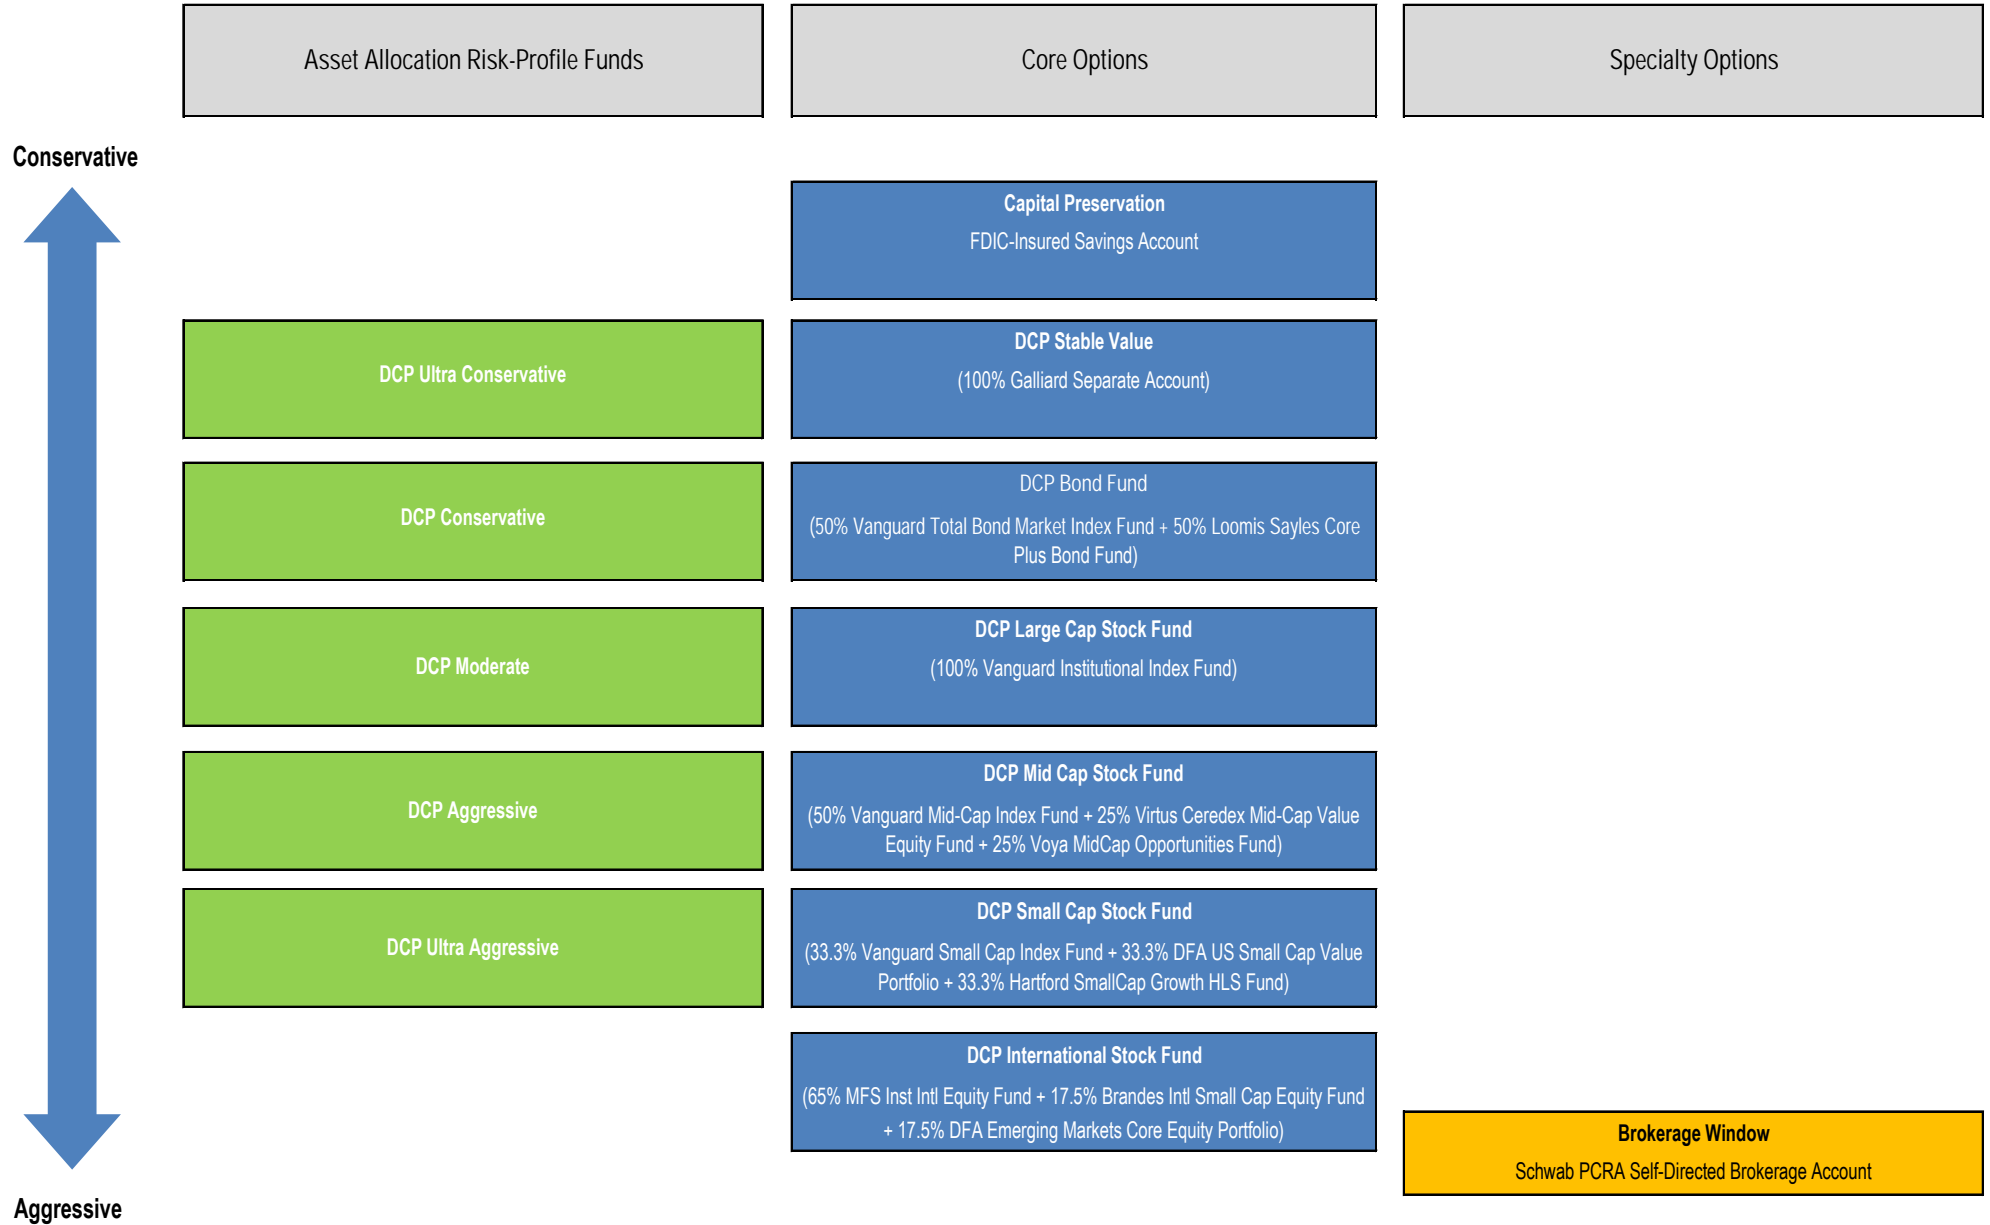 Asset Allocation Risk-Profile Funds
Core Options
Specialty Options
Conservative
Capital Preservation
FDIC-Insured Savings Account
DCP Ultra Conservative
DCP Stable Value
(100% Galliard Separate Account)
DCP Conservative
DCP Bond Fund
(50% Vanguard Total Bond Market Index Fund + 50% Loomis Sayles Core
Plus Bond Fund)
DCP Moderate
DCP Large Cap Stock Fund
(100% Vanguard Institutional Index Fund)
DCP Aggressive
DCP Mid Cap Stock Fund
(50% Vanguard Mid-Cap Index Fund + 25% Virtus Ceredex Mid-Cap Value
Equity Fund + 25% Voya MidCap Opportunities Fund)
DCP Ultra Aggressive
DCP Small Cap Stock Fund
(33.3% Vanguard Small Cap Index Fund + 33.3% DFA US Small Cap Value
Portfolio + 33.3% Hartford SmallCap Growth HLS Fund)
DCP International Stock Fund
(65% MFS Inst Intl Equity Fund + 17.5% Brandes Intl Small Cap Equity Fund
+ 17.5% DFA Emerging Markets Core Equity Portfolio)
Brokerage Window
Schwab PCRA Self-Directed Brokerage Account
Aggressive